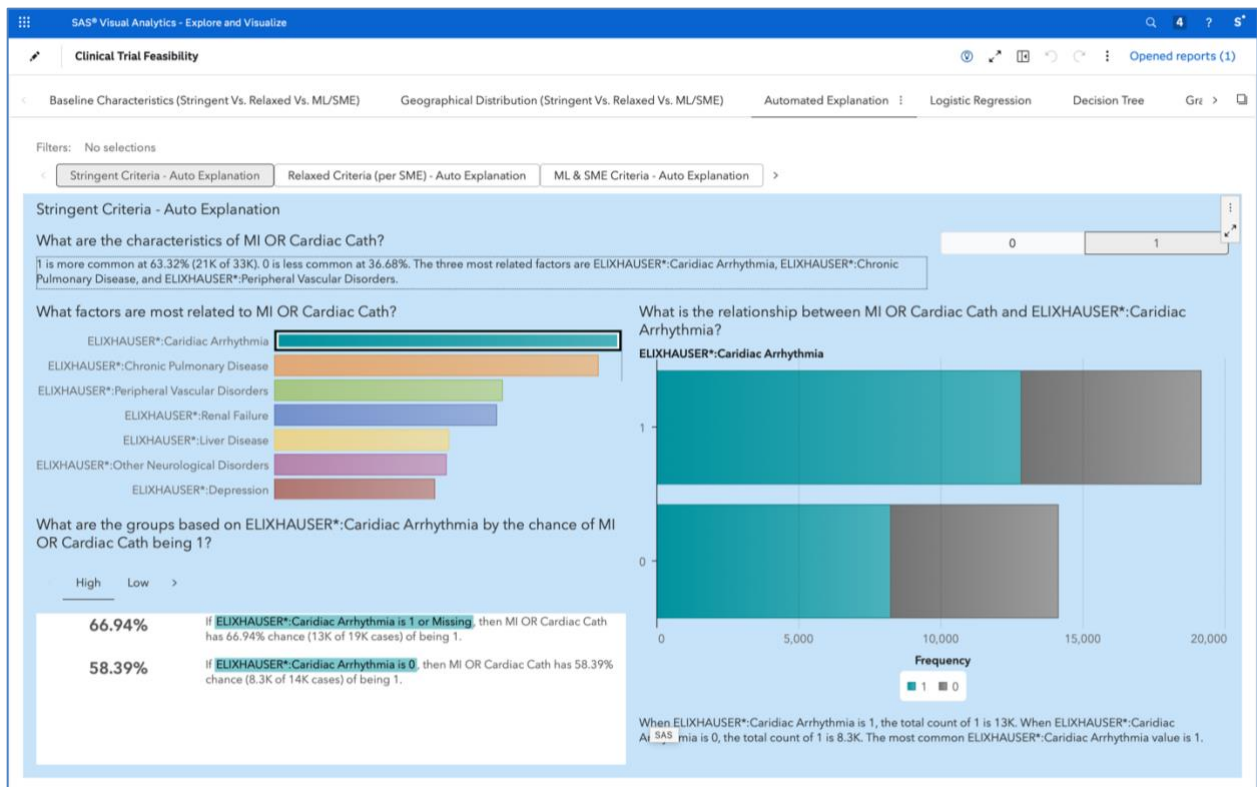 SAS® Visual Analytics - Explore and Visualize
4
?
S
Clinical Trial Feasibility
Opened reports (1)
Baseline Characteristics (Stringent Vs. Relaxed Vs. ML/SME)
Geographical Distribution (Stringent Vs. Relaxed Vs. ML/SME)
Automated Explanation
Logistic Regression
Decision Tree
Gra
Filters: No selections
Stringent Criteria - Auto Explanation
Relaxed Criteria (per SME) - Auto Explanation
ML & SME Criteria - Auto Explanation
Stringent Criteria - Auto Explanation
What are the characteristics of MI OR Cardiac Cath?
0
1
1 is more common at 63.32% (21K of 33K). 0 is less common at 36.68%. The three most related factors are ELIXHAUSER*:Caridiac Arrhythmia, ELIXHAUSER*:Chronic
Pulmonary Disease, and ELIXHAUSER*:Peripheral Vascular Disorders.
What factors are most related to MI OR Cardiac Cath?
ELIXHAUSER*:Caridiac Arrhythmia
ELIXHAUSER*:Chronic Pulmonary Disease
ELIXHAUSER*:Peripheral Vascular Disorders
ELIXHAUSER*:Renal Failure
ELIXHAUSER*:Liver Disease
ELIXHAUSER*:Other Neurological Disorders
ELIXHAUSER*:Depression
What are the groups based on ELIXHAUSER*:Caridiac Arrhythmia by the chance of MI
OR Cardiac Cath being 1?
High
Low
66.94%
If ELIXHAUSER*:Caridiac Arrhythmia is 1 or Missing, then MI OR Cardiac Cath
has 66.94% chance (13K of 19K cases) of being 1.
58.39%
If ELIXHAUSER*:Caridiac Arrhythmia is 0, then MI OR Cardiac Cath has 58.39%
chance (8.3K of 14K cases) of being 1.
What is the relationship between MI OR Cardiac Cath and ELIXHAUSER*:Caridiac
Arrhythmia?
ELIXHAUSER*:Caridiac Arrhythmia
1
0
0
5,000
10,000
15,000
20,000
Frequency
1
0
When ELIXHAUSER*:Caridiac Arrhythmia is 1, the total count of 1 is 13K. When ELIXHAUSER*:Caridiac
mia is 0, the total count of 1 is 8.3K. The most common ELIXHAUSER*:Caridiac Arrhythmia value is 1.
SAS